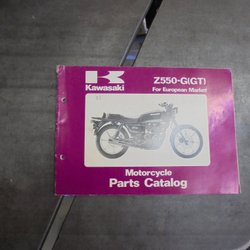 Kawasaki
Z550-G(GT)
For European Market
Motorcycle
Parts Catalog